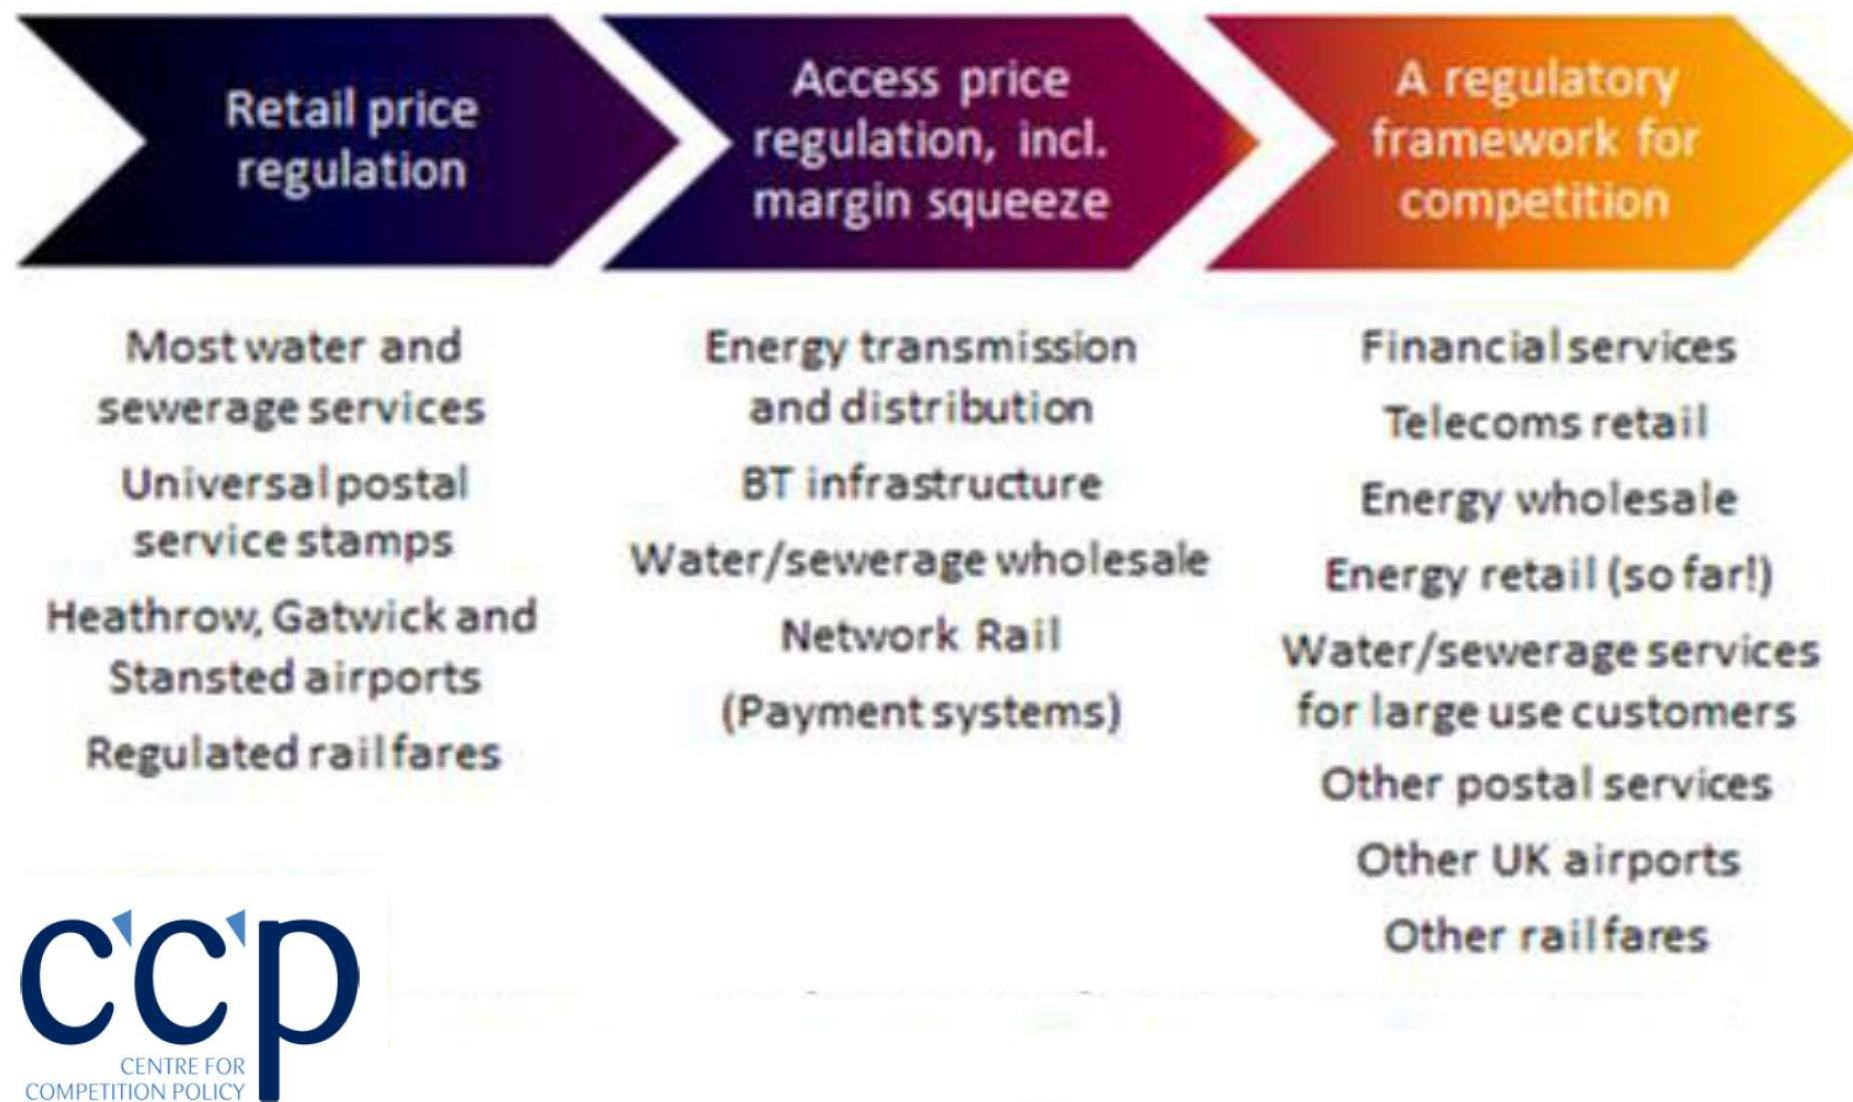 Retail price
regulation
Access price
regulation, incl.
margin squeeze
A regulatory
framework for
competition
Most water and
sewerage services
Universal postal
service stamps
Heathrow, Gatwick and
Stansted airports
Regulated rail fares
Energy transmission
and distribution
BT infrastructure
Water/sewerage wholesale
Network Rail
(Payment systems)
Financial services
Telecoms retail
Energy wholesale
Energy retail (so far!)
Water/sewerage services
for large use customers
Other postal services
Other UK airports
Other rail fares
ccp
CENTRE FOR
COMPETITION POLICY